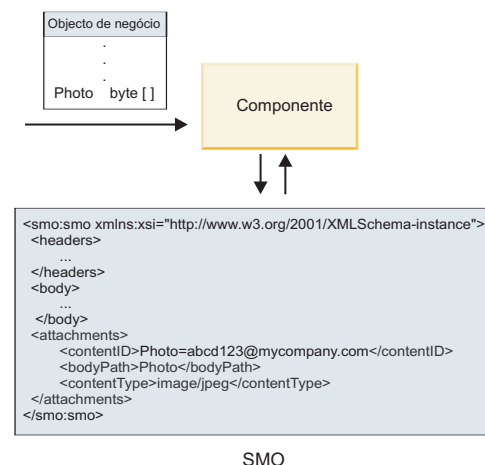 Objecto de negócio
.
.
.
Photo byte [ ]
Componente
<smo:smo xmlns:xsi="http://www.w3.org/2001/XMLSchema-instance">
<headers>
...
</headers>
<body>
...
</body>
<attachments>
<contentID>Photo=abcd123@mycompany.com</contentID>
<bodyPath>Photo</bodyPath>
<contentType>image/jpeg</contentType>
</attachments>
</smo:smo>
SMO